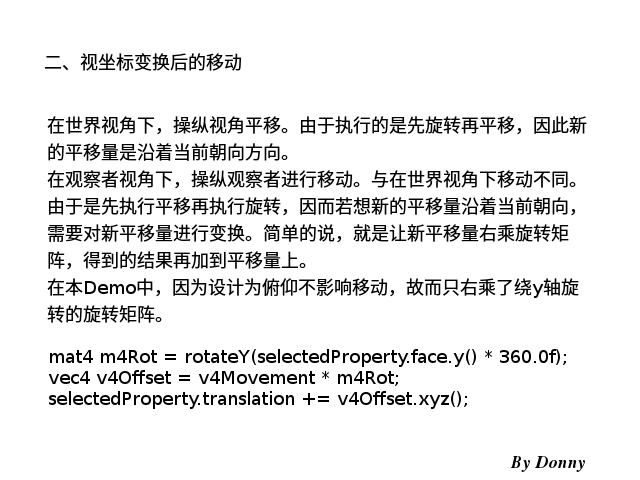 二、视坐标变换后的移动
在世界视角下，操纵视角平移。由于执行的是先旋转再平移，因此新
的平移量是沿着当前朝向方向。
在观察者视角下，操纵观察者进行移动。与在世界视角下移动不同。
由于是先执行平移再执行旋转，因而若想新的平移量沿着当前朝向，
需要对新平移量进行变换。简单的说，就是让新平移量右乘旋转矩
阵，得到的结果再加到平移量上。
在本Demo中，因为设计为俯仰不影响移动，故而只右乘了绕y轴旋
转的旋转矩阵。
mat4 m4Rot = rotateY(selectedProperty.face.y() * 360.0f);
vec4 v4Offset = v4Movement * m4Rot;
selectedProperty.translation += v4Offset.xyz();
By Donny